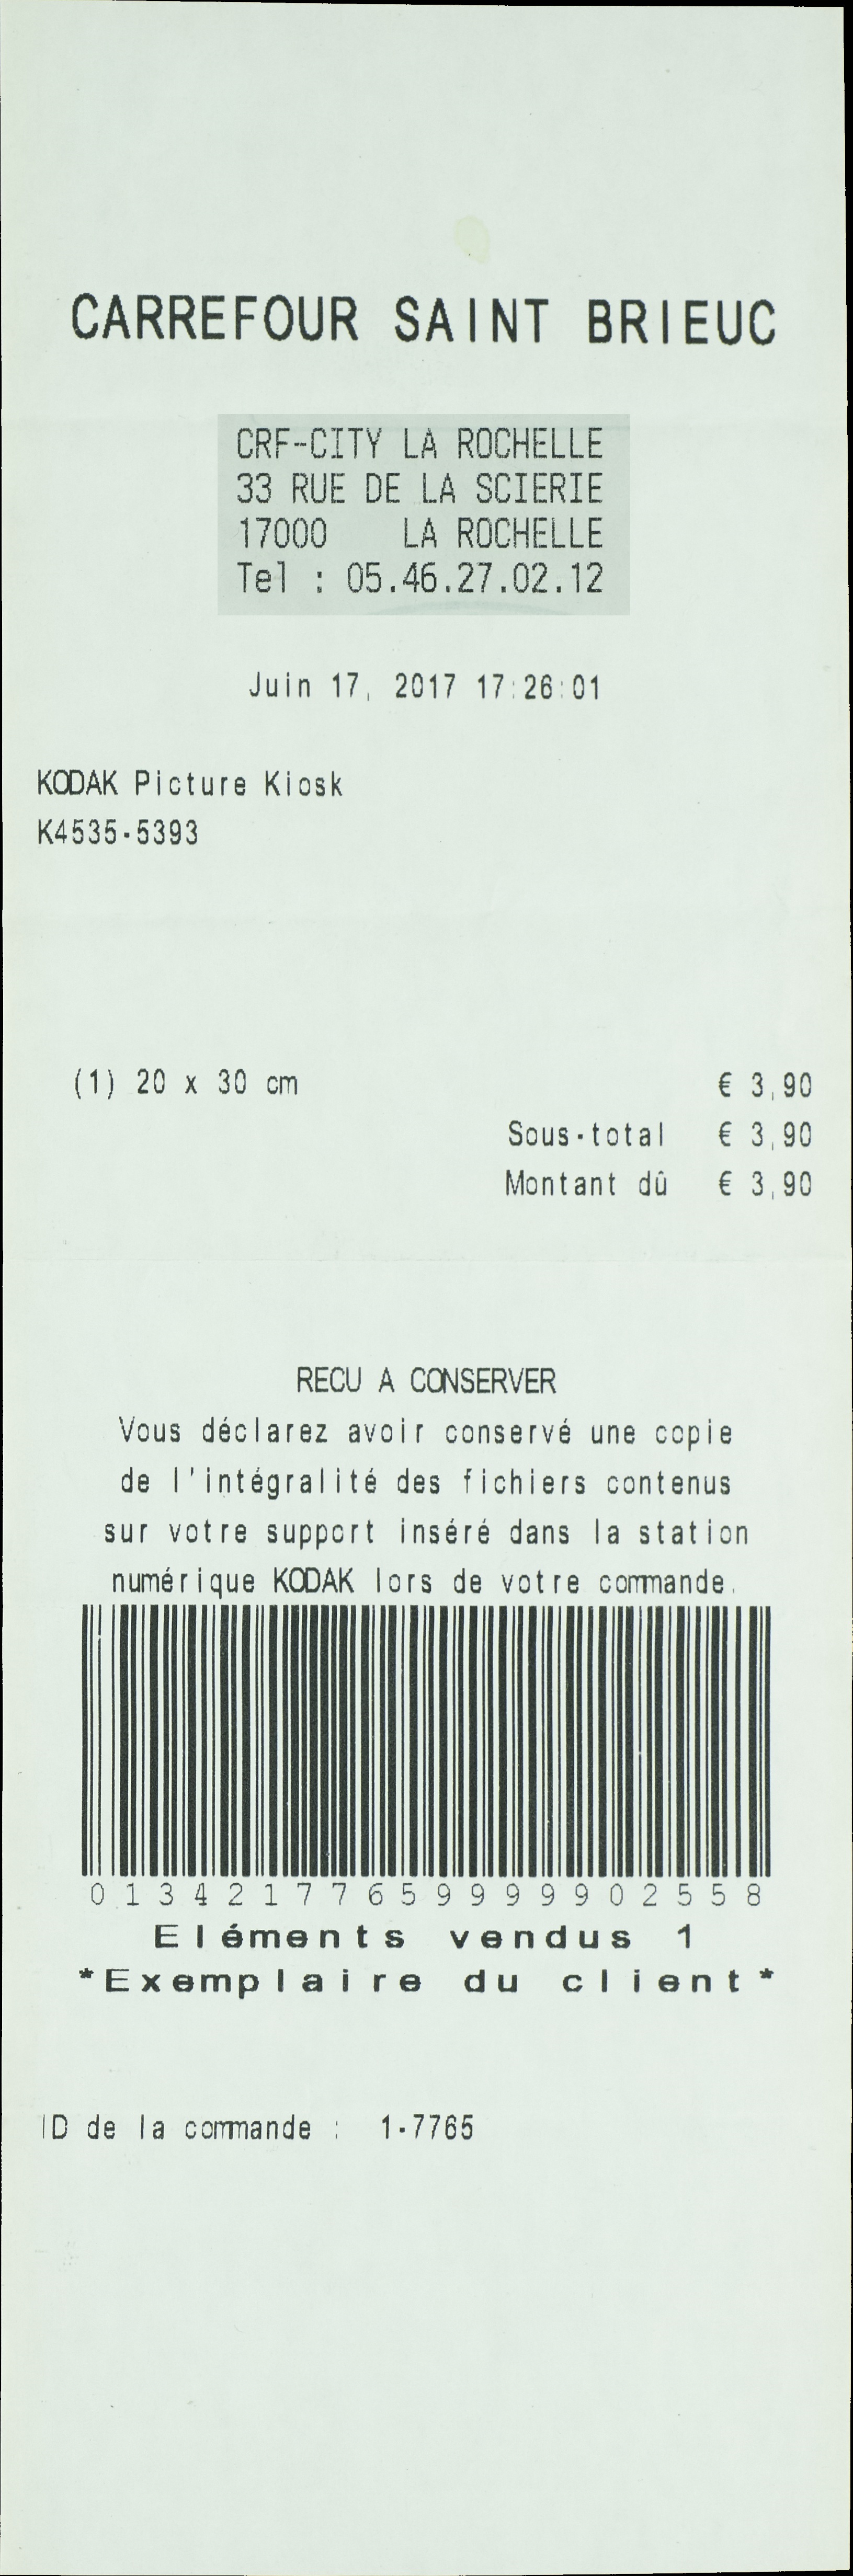 CARREFOUR SAINT BRIEUC
CRF-CITY LA ROCHELLE
33 RUE DE LA SCIERIE
17000 LA ROCHELLE
Tel : 05.46.27.02.12
Juin 17, 2017 17:26:01
KODAK Picture Kiosk
K4535-5393
(1) 20 x 30 cm € 3,90
Sous-total € 3,90
Montant dû € 3,90
RECU A CONSERVER
Vous déclarez avoir conservé une copie
de l'intégralité des fichiers contenus
sur votre support inséré dans la station
numérique KODAK lors de votre commande.
01342177659999902558
Eléments vendus 1
*Exemplaire du client*
ID de la commande : 1-7765